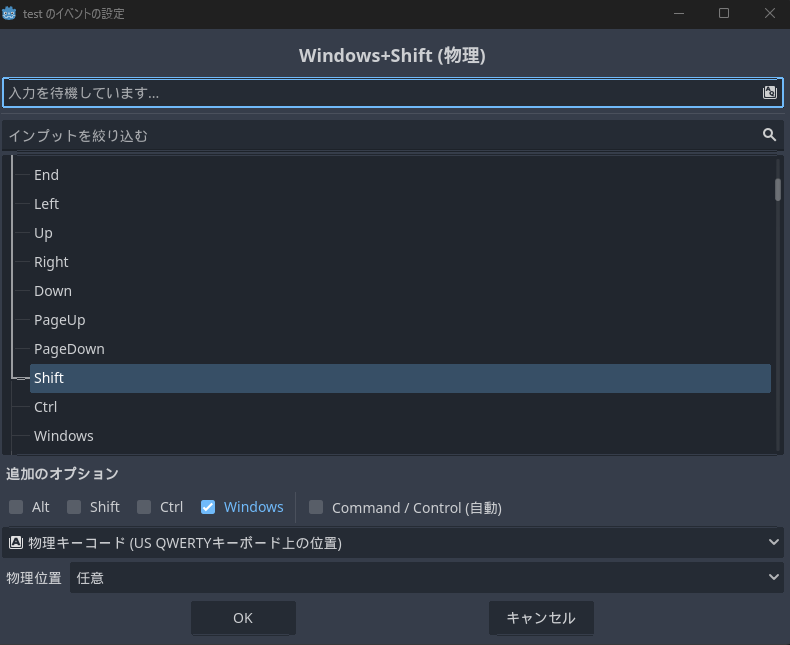 test のイベントの設定
Windows+Shift (物理)
入力を待機しています...
インプットを絞り込む
End
Left
Up
Right
Down
PageUp
PageDown
Shift
Ctrl
Windows
追加のオプション
Alt Shift Ctrl Windows Command / Control (自動)
物理キーコード (US QWERTYキーボード上の位置)
物理位置 任意
OK キャンセル